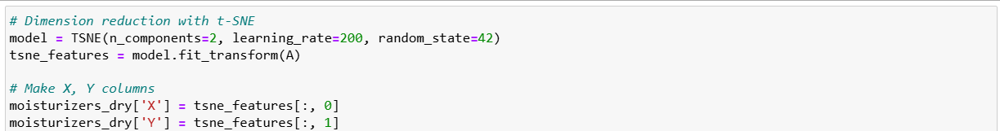 # Dimension reduction with t-SNE
model = TSNE(n_components=2, learning_rate=200, random_state=42)
tsne_features = model.fit_transform(A)
# Make X, Y columns
moisturizers_dry['X'] = tsne_features[:, 0]
moisturizers_dry['Y'] = tsne_features[:, 1]